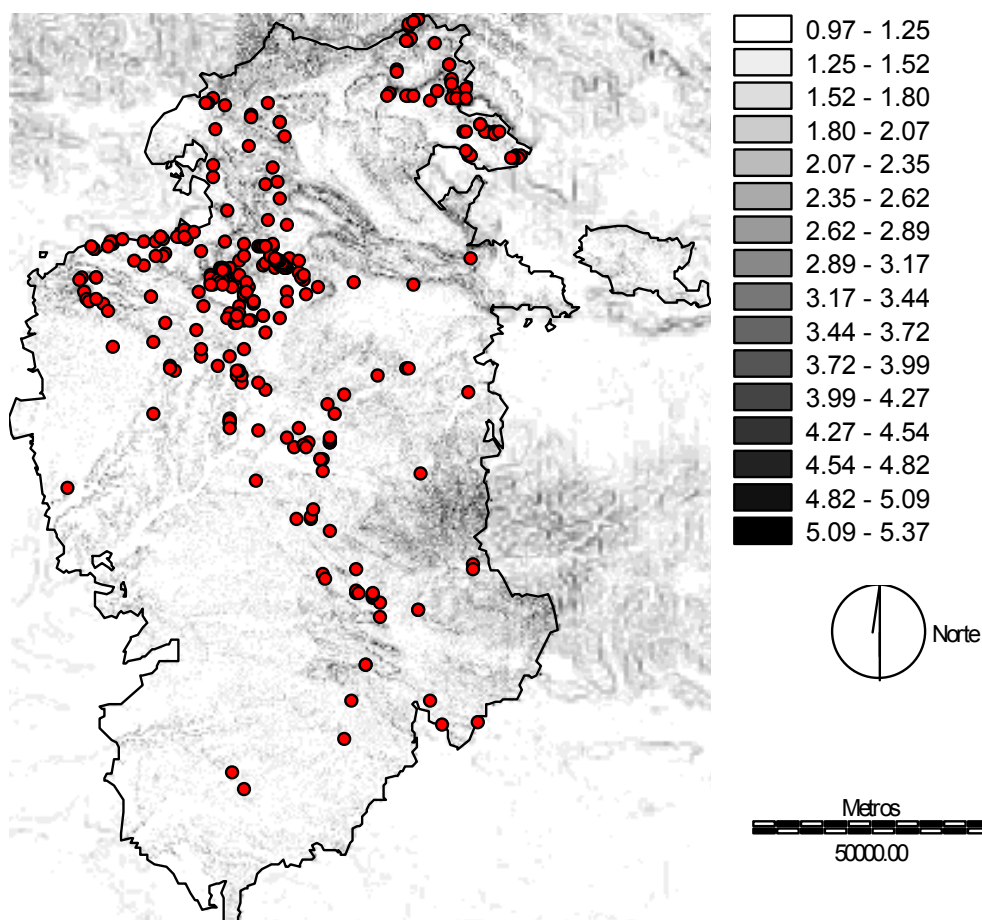 0.97 - 1.25
1.25 - 1.52
1.52 - 1.80
1.80 - 2.07
2.07 - 2.35
2.35 - 2.62
2.62 - 2.89
2.89 - 3.17
3.17 - 3.44
3.44 - 3.72
3.72 - 3.99
3.99 - 4.27
4.27 - 4.54
4.54 - 4.82
4.82 - 5.09
5.09 - 5.37
Norte
Metros
50000.00